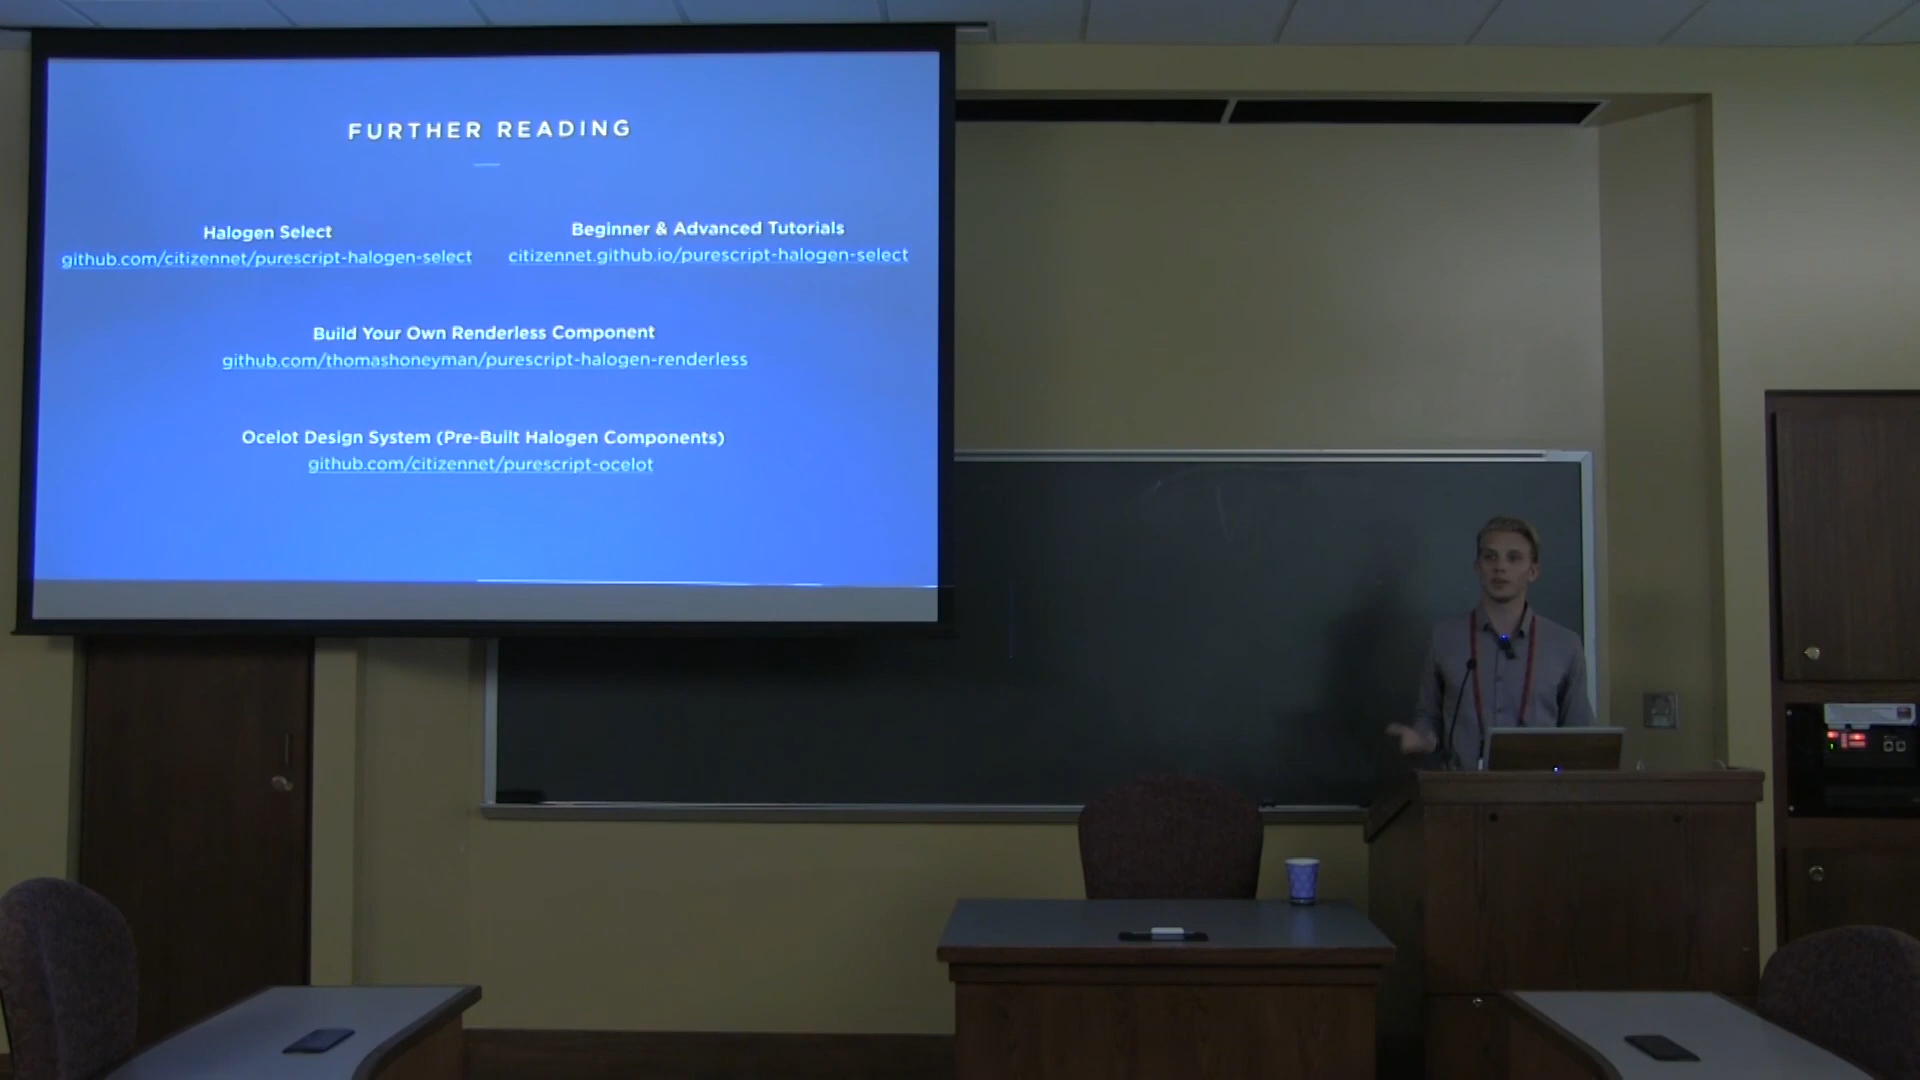 FURTHER READING
Halogen Select
github.com/citizennet/purescript-halogen-select
Beginner & Advanced Tutorials
citizennet.github.io/purescript-halogen-select
Build Your Own Renderless Component
github.com/thomashoneyman/purescript-halogen-renderless
Ocelot Design System (Pre-Built Halogen Components)
github.com/citizennet/purescript-ocelot